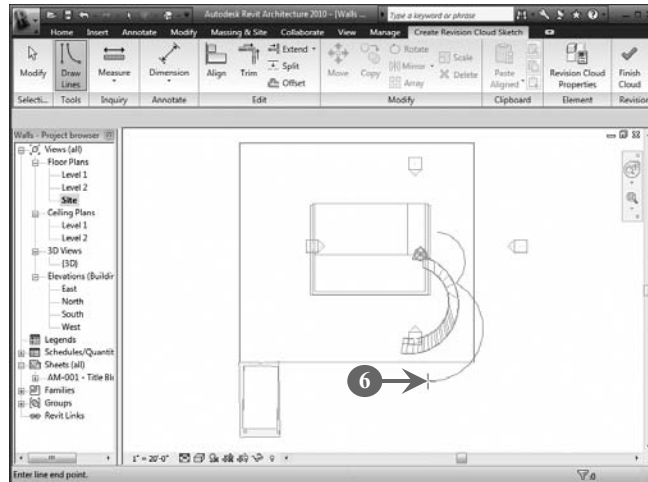 Autodesk Revit Architecture 2010 - [Walls ...
Type a keyword or phrase
Home Insert Annotate Modify Massing & Site Collaborate View Manage Create Revision Cloud Sketch
Modify
Draw Lines
Measure
Dimension
Align
Trim
Extend
Split
Offset
Move
Copy
Rotate
Mirror
Array
Scale
Delete
Paste Aligned
Revision Cloud Properties
Finish Cloud
Selecti... Tools Inquiry Annotate Edit Modify Clipboard Element Revision
Walls - Project browser
Views (all)
Floor Plans
Level 1
Level 2
Site
Ceiling Plans
Level 1
Level 2
3D Views
{3D}
Elevations (Buildir
East
North
South
West
Legends
Schedules/Quantit
Sheets (all)
AM-001 - Title Blo
Families
Groups
Revit Links
6
1" = 20'-0"
Enter line end point.
:0